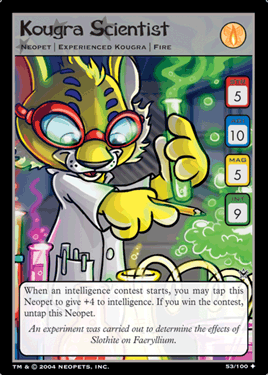 Kougra Scientist
Neopet | Experienced Kougra | Fire
5
10
MAG
5
9
When an intelligence contest starts, you may tap this
Neopet to give +4 to intelligence. If you win the contest,
untap this Neopet.
An experiment was carried out to determine the effects of
Slothite on Faeryllium.
TM & © 2004 NEOPETS, INC.
53/100